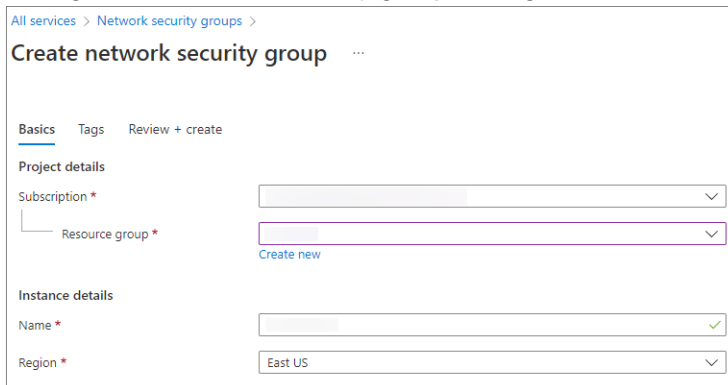 All services > Network security groups >
Create network security group ...
Basics Tags Review + create
Project details
Subscription *
Resource group *
Create new
Instance details
Name *
Region * East US